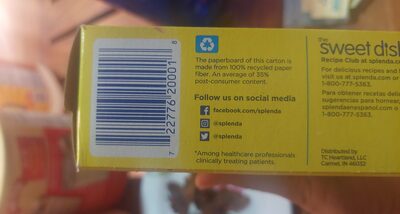 7 22776 20001 8
The paperboard of this carton is
made from 100% recycled paper
fiber. An average of 35%
post-consumer content.
Follow us on social media
facebook.com/splenda
@splenda
@splenda
*Among healthcare professionals
clinically treating patients.
the
sweet dish
Recipe Club at splenda.com
For delicious recipes and
visit us at splenda.com or
1-800-777-5363.
Para obtener recetas
sugerencias para hornear,
splendaenespanol.com o
1-800-777-5363.
Distributed by
TC Heartland, LLC
Carmel, IN 46032